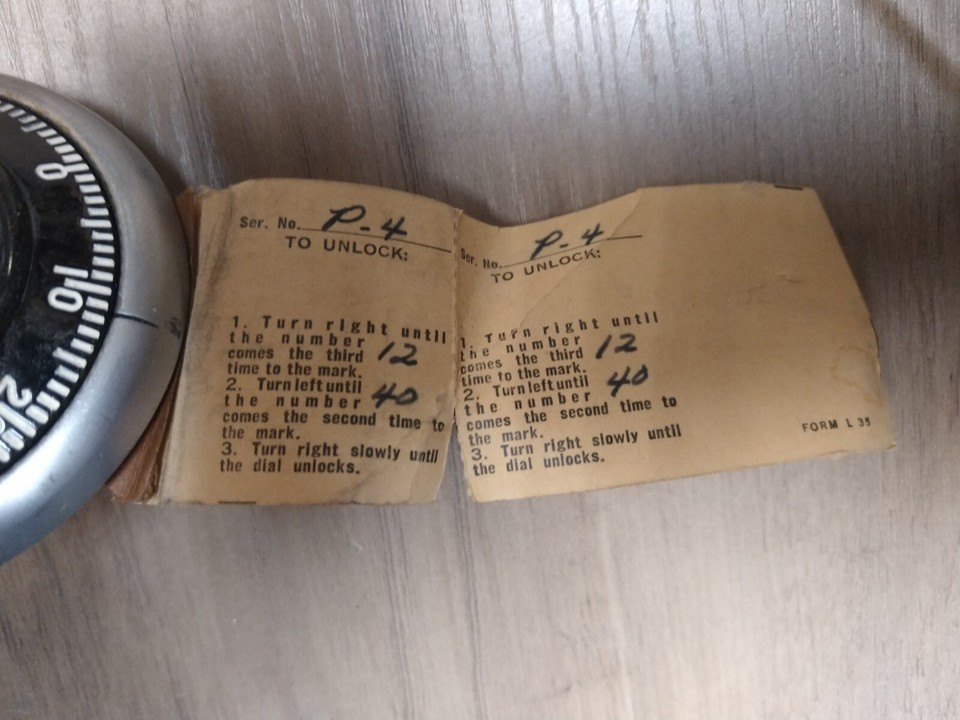 0
10
20
Ser. No. P-4
TO UNLOCK:
1. Turn right until
the number
comes the third 12
time to the mark.
2. Turn left until
the number 40
comes the second time to
the mark.
3. Turn right slowly until
the dial unlocks.
Ser. No. P-4
TO UNLOCK:
1. Turn right until
the number
comes the third 12
time to the mark.
2. Turn left until
the number 40
comes the second time to
the mark.
3. Turn right slowly until
the dial unlocks.
FORM L 35